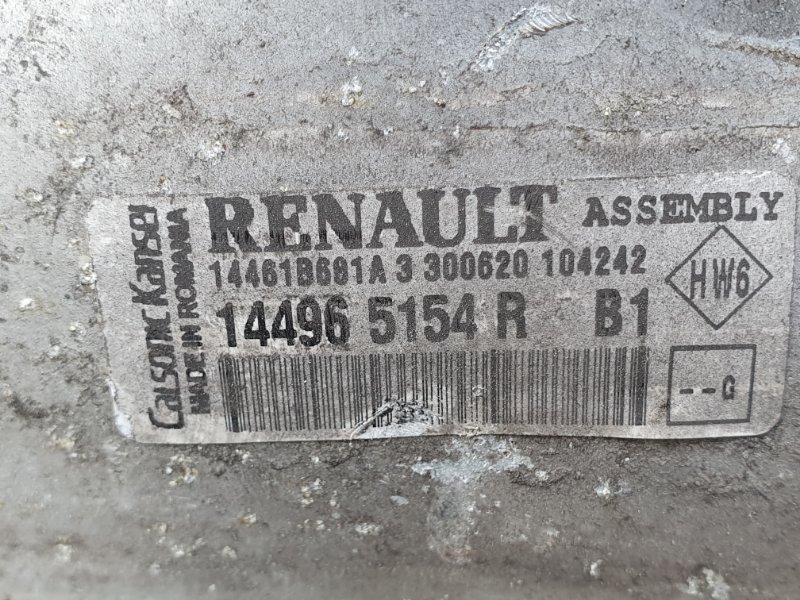 Calsonic Kansei
MADE IN ROMANIA
RENAULT ASSEMBLY
14461B691A 3 300620 104242
14496 5154 R B1
HW6
--G